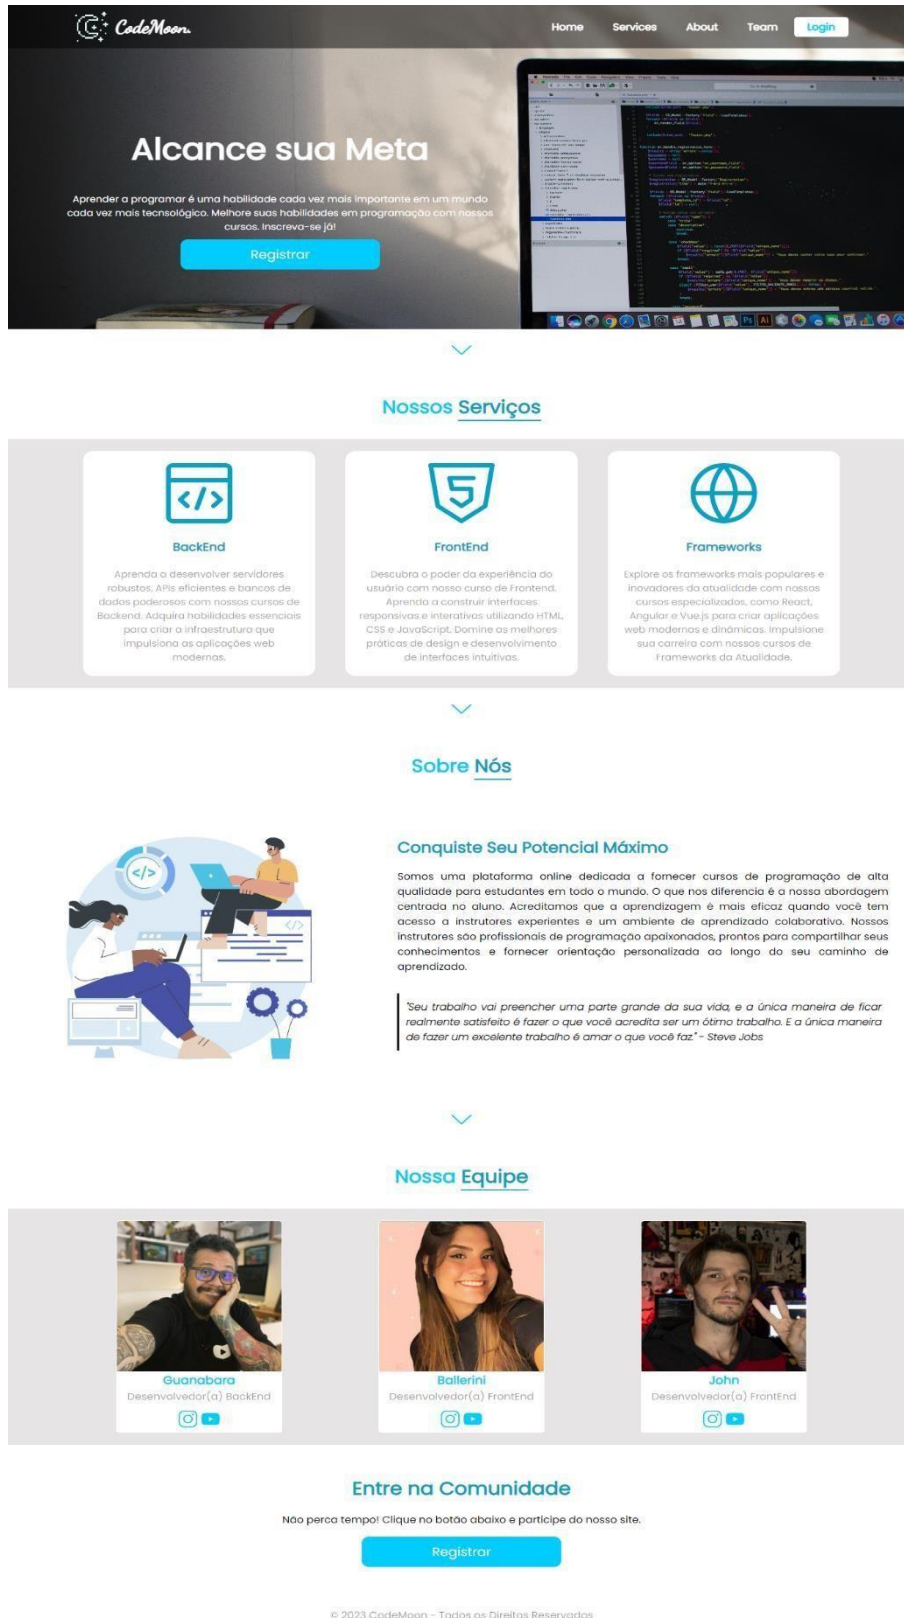 CodeMoon.
Home Services About Team Login
Alcance sua Meta
Aprender a programar é uma habilidade cada vez mais importante em um mundo
cada vez mais tecnsológico. Melhore suas habilidades em programação com nossos
cursos. Inscreva-se já!
Registrar
Nossos Serviços
BackEnd
Aprenda a desenvolver servidores
robustos, APIs eficientes e bancos de
dados poderosos com nossos cursos de
Backend. Adquira habilidades essenciais
para criar a infraestrutura que
impulsiona as aplicações web
modernas.
FrontEnd
Descubra o poder da experiência do
usuário com nosso curso de Frontend.
Aprenda a construir interfaces
responsivas e interativas utilizando HTML,
CSS e JavaScript. Domine as melhores
práticas de design e desenvolvimento
de interfaces intuitivas.
Frameworks
Explore os frameworks mais populares e
inovadores da atualidade com nossos
cursos especializados, como React,
Angular e Vue.js para criar aplicações
web modernas e dinâmicas. Impulsione
sua carreira com nossos cursos de
Frameworks da Atualidade.
Sobre Nós
Conquiste Seu Potencial Máximo
Somos uma plataforma online dedicada a fornecer cursos de programação de alta
qualidade para estudantes em todo o mundo. O que nos diferencia é a nossa abordagem
centrada no aluno. Acreditamos que a aprendizagem é mais eficaz quando você tem
acesso a instrutores experientes e um ambiente de aprendizado colaborativo. Nossos
instrutores são profissionais de programação apaixonados, prontos para compartilhar seus
conhecimentos e fornecer orientação personalizada ao longo do seu caminho de
aprendizado.
"Seu trabalho vai preencher uma parte grande da sua vida, e a única maneira de ficar
realmente satisfeito é fazer o que você acredita ser um ótimo trabalho. E a única maneira
de fazer um excelente trabalho é amar o que você faz." - Steve Jobs
Nossa Equipe
Guanabara
Desenvolvedor(a) BackEnd
Ballerini
Desenvolvedor(a) FrontEnd
John
Desenvolvedor(a) FrontEnd
Entre na Comunidade
Não perca tempo! Clique no botão abaixo e participe do nosso site.
Registrar
© 2023 CodeMoon - Todos os Direitos Reservados